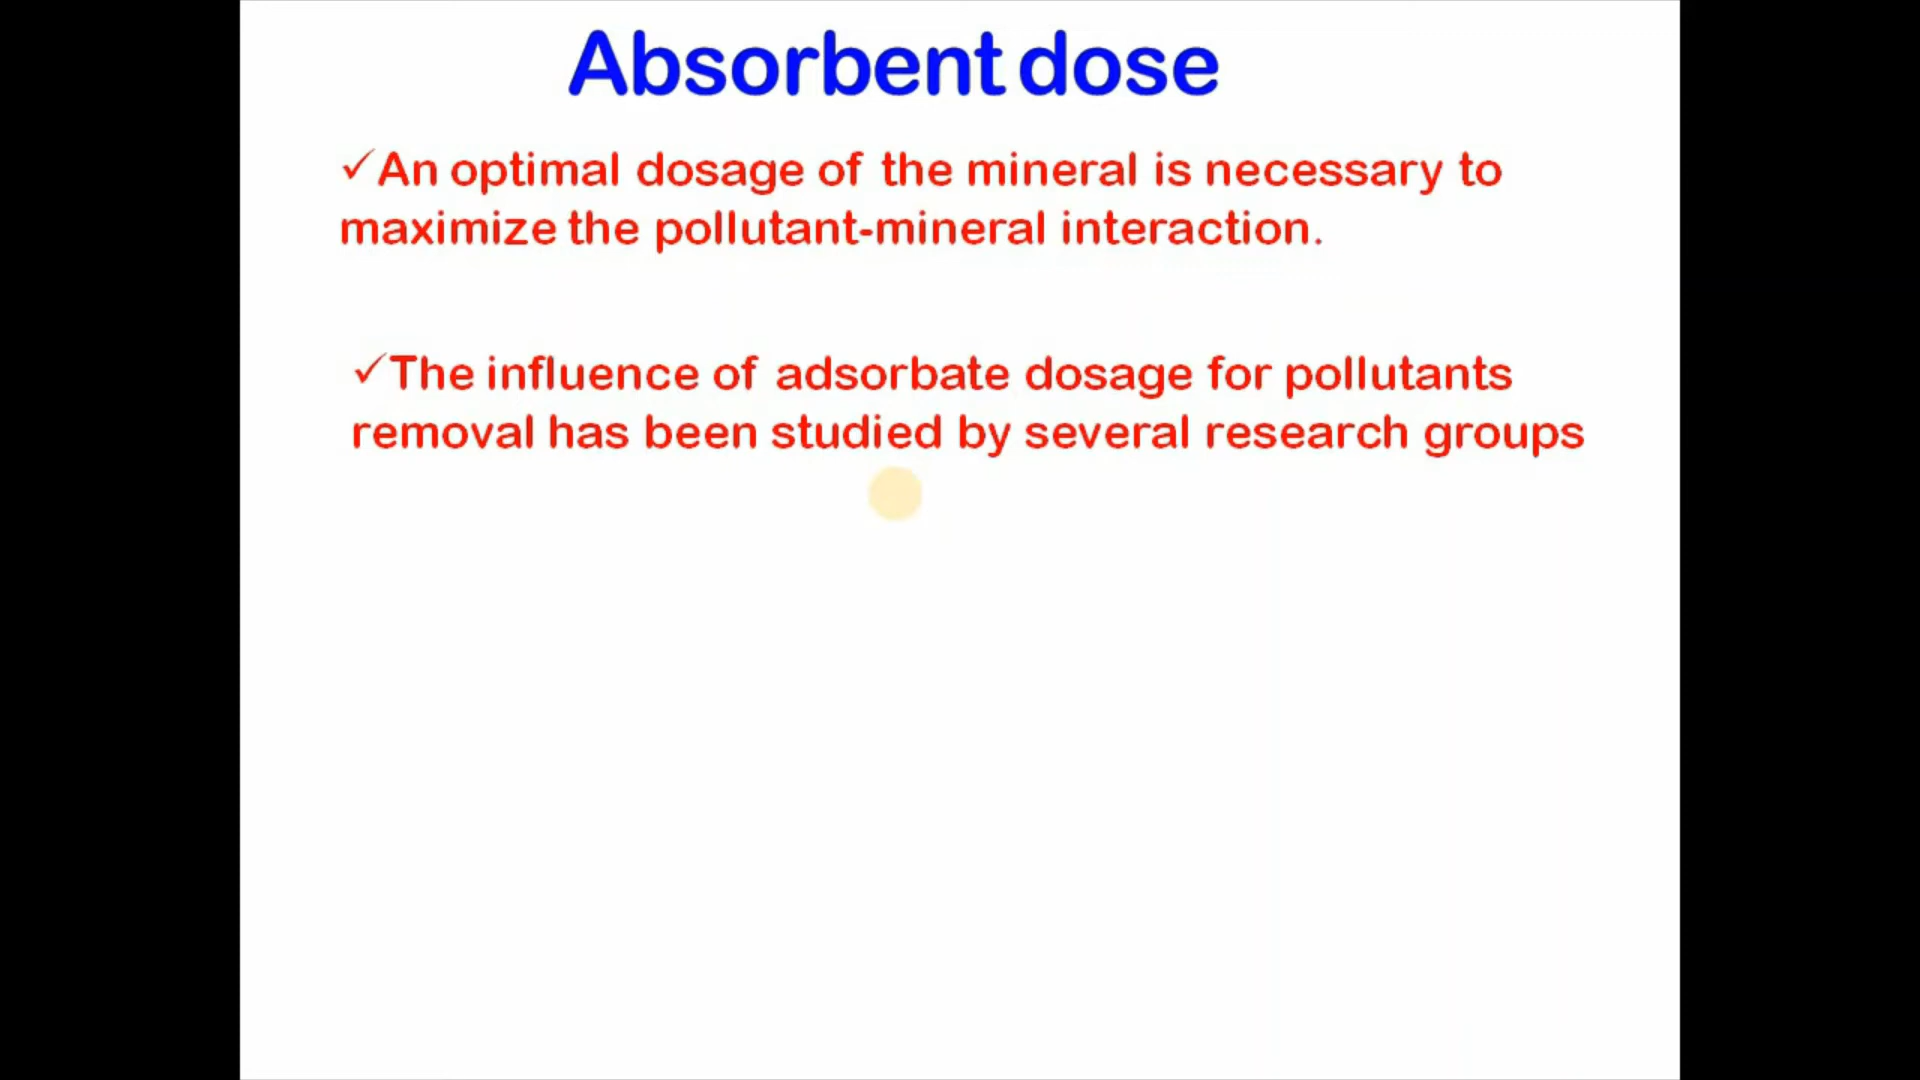 Absorbent dose
✓An optimal dosage of the mineral is necessary to
maximize the pollutant-mineral interaction.
✓The influence of adsorbate dosage for pollutants
removal has been studied by several research groups